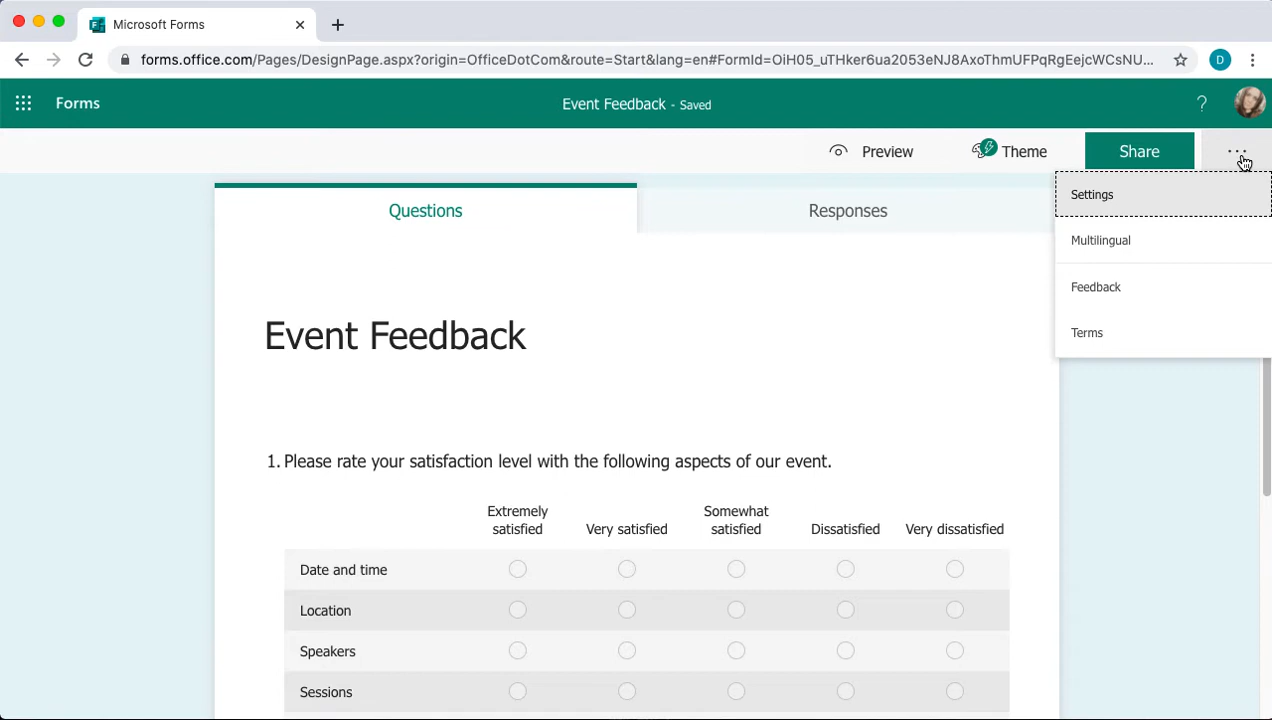 Microsoft Forms
forms.office.com/Pages/DesignPage.aspx?origin=OfficeDotCom&route=Start&lang=en#FormId=OiH05_uTHker6ua2053eNJ8AxoThmUFPqRgEejcWCsNU...
D
Forms
Event Feedback - Saved
?
Preview
Theme
Share
...
Questions
Responses
Settings
Multilingual
Feedback
Terms
Event Feedback
1. Please rate your satisfaction level with the following aspects of our event.
Extremely
satisfied
Very satisfied
Somewhat
satisfied
Dissatisfied
Very dissatisfied
Date and time
Location
Speakers
Sessions